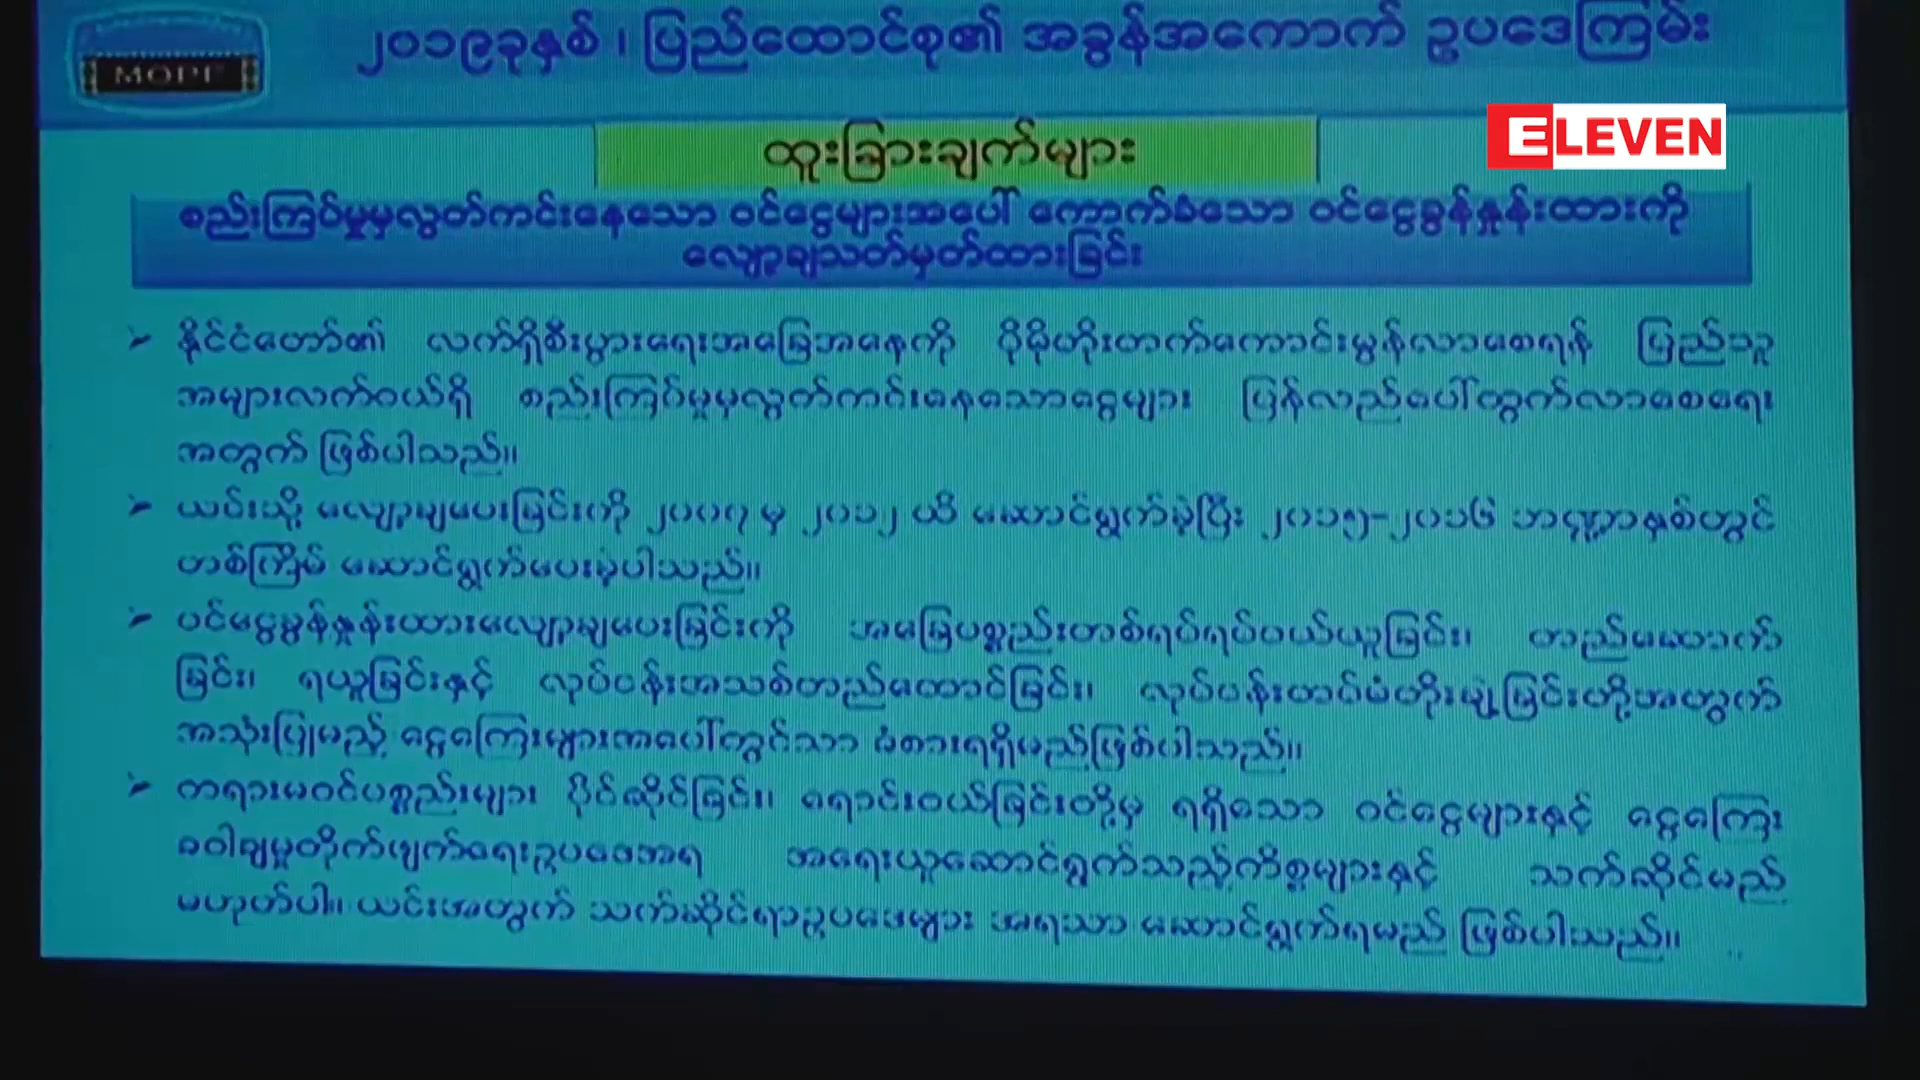 MOPF
၂၀၁၉ခုနှစ်၊ ပြည်ထောင်စု၏ အခွန်အကောက် ဥပဒေကြမ်း
ELEVEN
ထူးခြားချက်များ
စည်းကြပ်မှုမှလွတ်ကင်းနေသော ဝင်ငွေများအပေါ် ကောက်ခံသော ဝင်ငွေခွန်နှုန်းထားကို
လျှော့ချသတ်မှတ်ထားခြင်း
➢ နိုင်ငံတော်၏ လက်ရှိစီးပွားရေးအခြေအနေကို ပိုမိုတိုးတက်ကောင်းမွန်လာစေရန် ပြည်သူ
အများလက်ဝယ်ရှိ စည်းကြပ်မှုမှလွတ်ကင်းနေသောငွေများ ပြန်လည်ပေါ်ထွက်လာစေရေး
အတွက် ဖြစ်ပါသည်။
➢ ယင်းသို့ လျှော့ချပေးခြင်းကို ၂၀၀၇ မှ ၂၀၁၂ ထိ ဆောင်ရွက်ခဲ့ပြီး ၂၀၁၅-၂၀၁၆ ဘဏ္ဍာနှစ်တွင်
တစ်ကြိမ် ဆောင်ရွက်ပေးခဲ့ပါသည်။
➢ ဝင်ငွေခွန်နှုန်းထားလျှော့ချပေးခြင်းကို အခြေပစ္စည်းတစ်ရပ်ရပ်ဝယ်ယူခြင်း၊ တည်ဆောက်
ခြင်း၊ ရယူခြင်းနှင့် လုပ်ငန်းအသစ်တည်ထောင်ခြင်း၊ လုပ်ငန်းထပ်မံတိုးချဲ့ခြင်းတို့အတွက်
အသုံးပြုမည့် ငွေကြေးများအပေါ်တွင်သာ ခံစားရရှိမည်ဖြစ်ပါသည်။
➢ တရားမဝင်ပစ္စည်းများ ပိုင်ဆိုင်ခြင်း၊ ရောင်းဝယ်ခြင်းတို့မှ ရရှိသော ဝင်ငွေများနှင့် ငွေကြေး
ခဝါချမှုတိုက်ဖျက်ရေးဥပဒေအရ အရေးယူဆောင်ရွက်သည့်ကိစ္စများနှင့် သက်ဆိုင်မည်
မဟုတ်ပါ။ ယင်းအတွက် သက်ဆိုင်ရာဥပဒေများ အရသာ ဆောင်ရွက်ရမည် ဖြစ်ပါသည်။